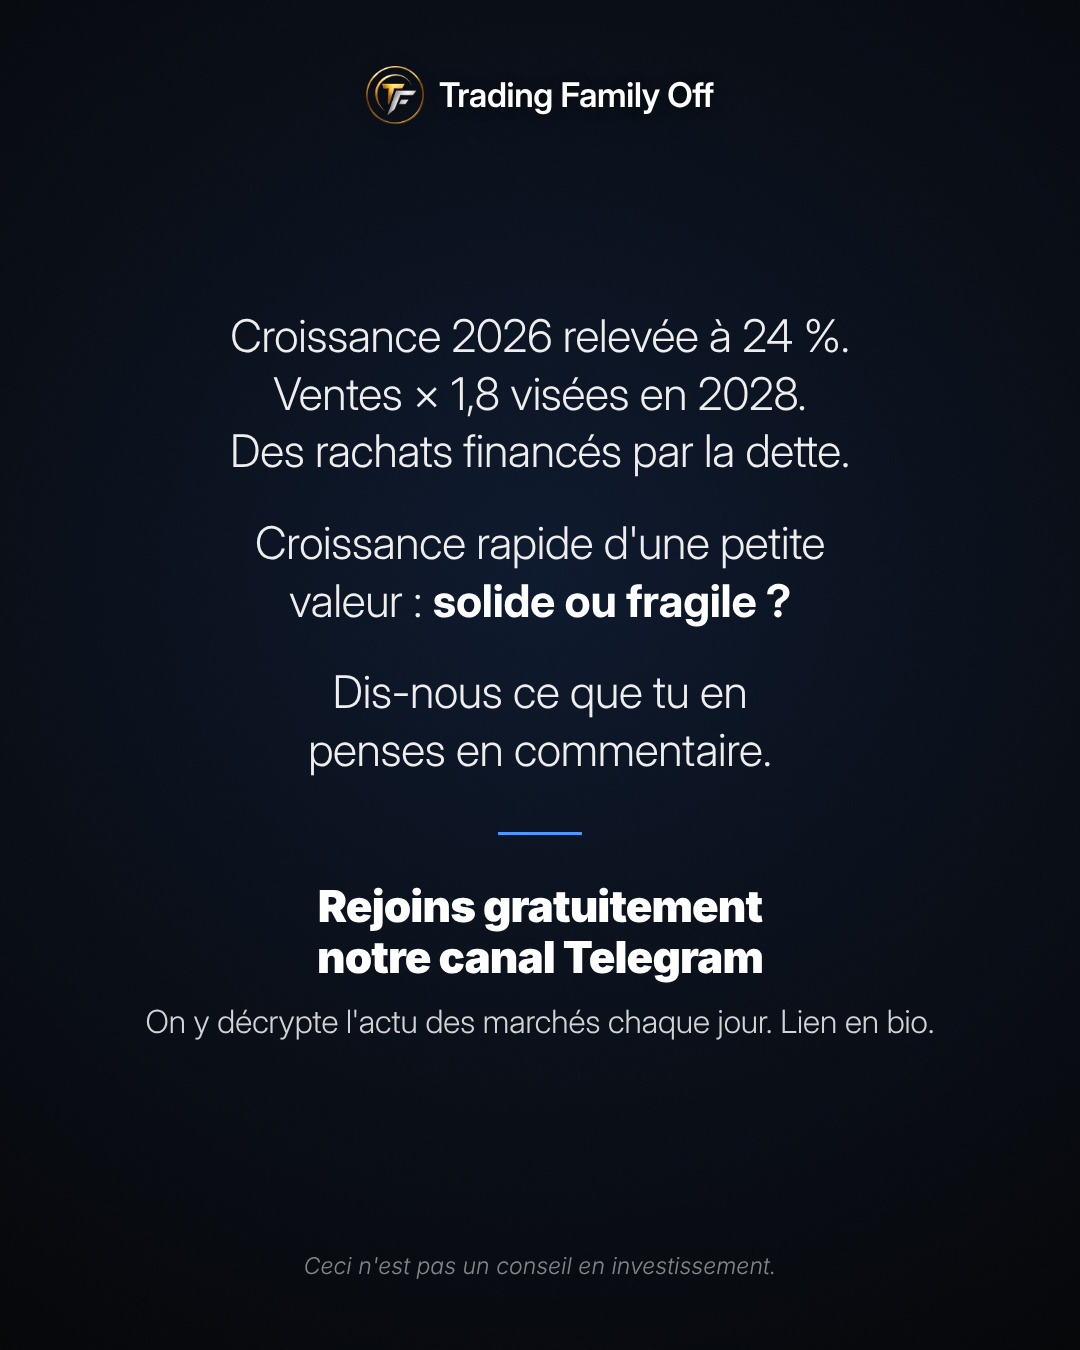 TF Trading Family Off
Croissance 2026 relevée à 24 %.
Ventes × 1,8 visées en 2028.
Des rachats financés par la dette.
Croissance rapide d'une petite
valeur : solide ou fragile ?
Dis-nous ce que tu en
penses en commentaire.
Rejoins gratuitement
notre canal Telegram
On y décrypte l'actu des marchés chaque jour. Lien en bio.
Ceci n'est pas un conseil en investissement.